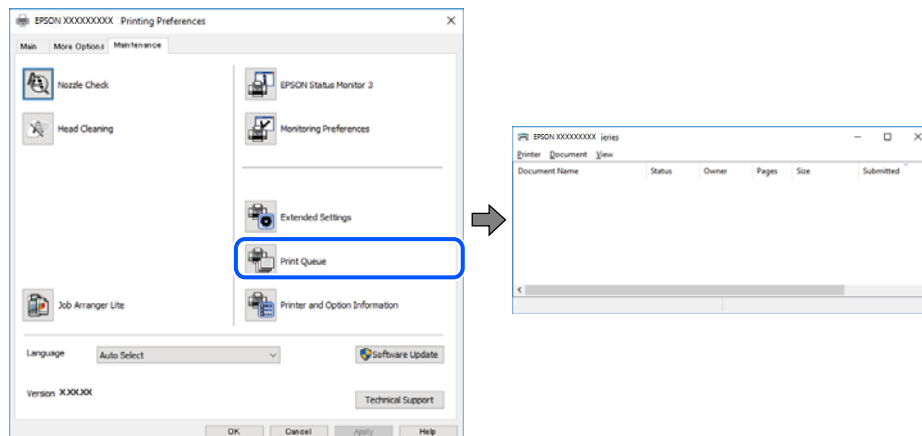 EPSON XXXXXXXXX Printing Preferences
Main More Options Maintenance
Nozzle Check
EPSON Status Monitor 3
Head Cleaning
Monitoring Preferences
Extended Settings
Print Queue
Job Arranger Lite
Printer and Option Information
Language Auto Select
Software Update
Version X.XX.XX
Technical Support
OK Cancel Apply Help
EPSON XXXXXXXXX ieries
Printer Document View
Document Name Status Owner Pages Size Submitted